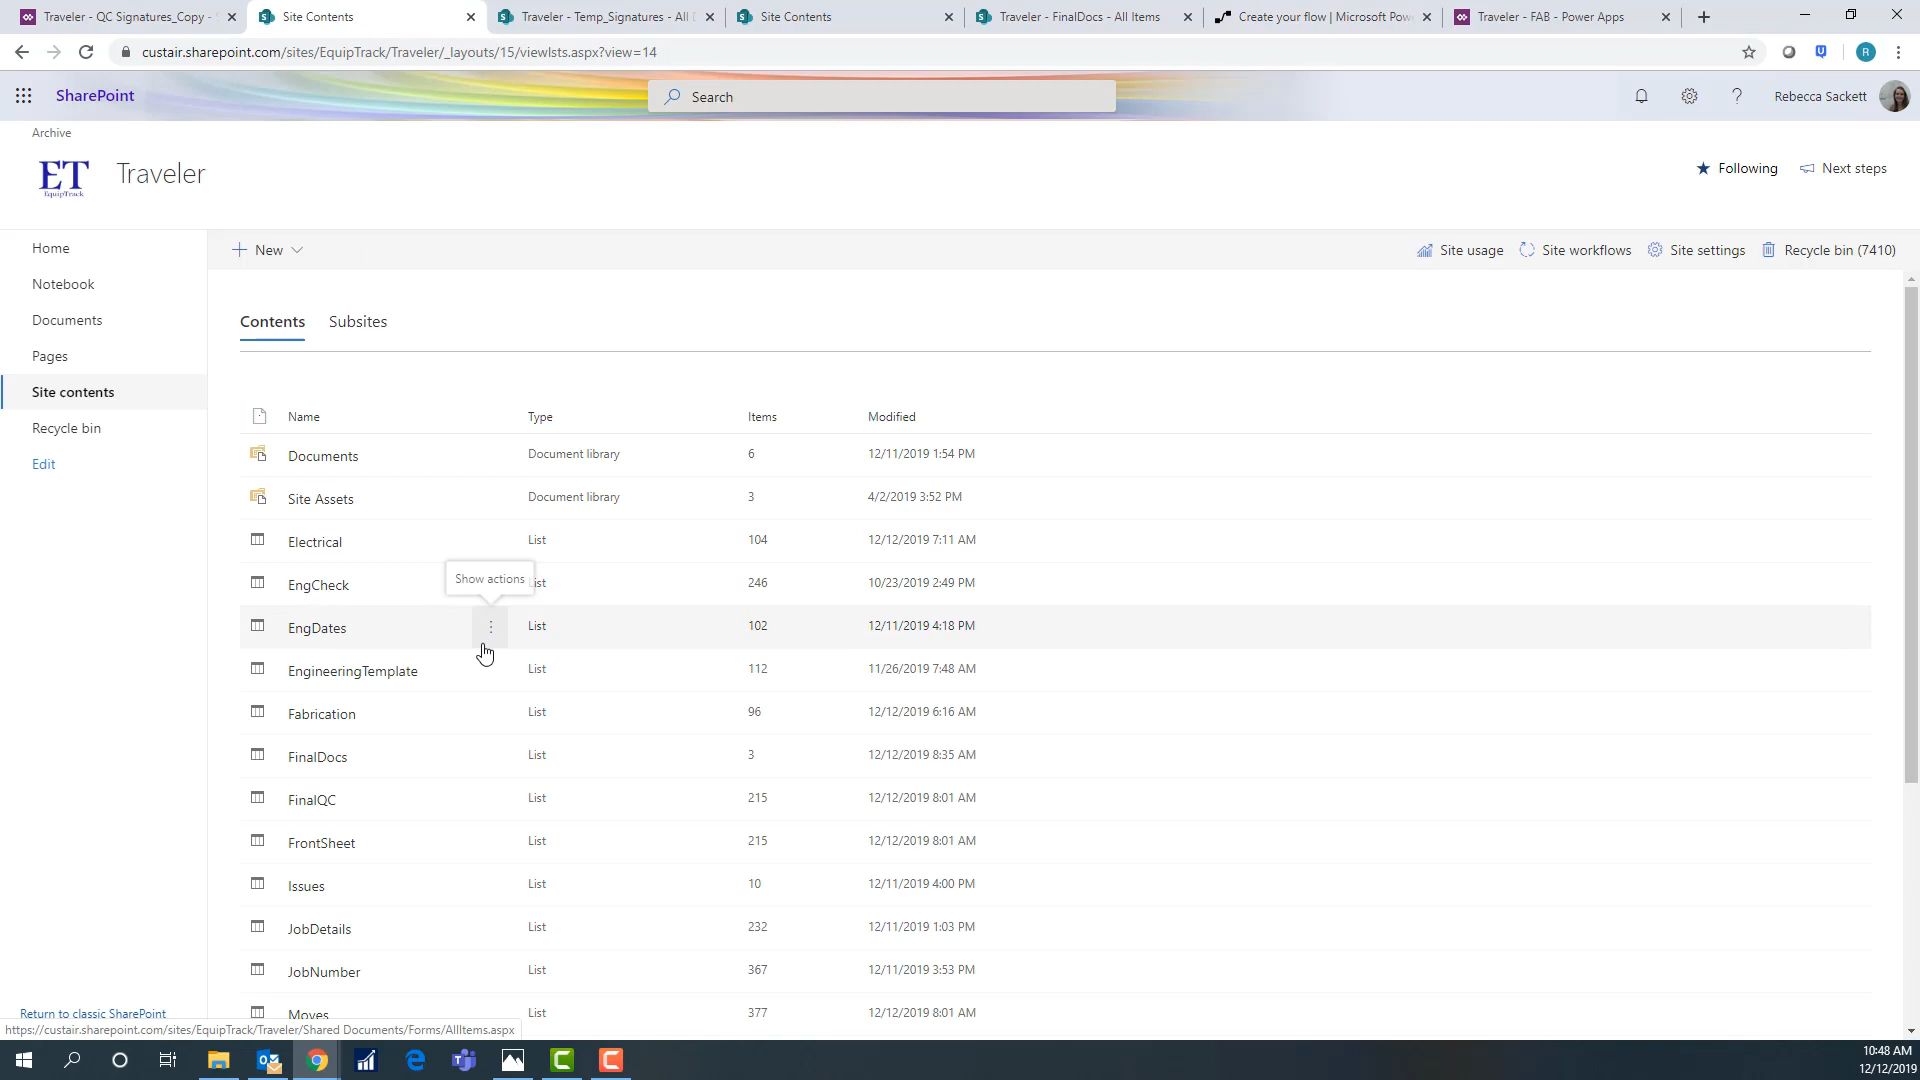 Traveler - QC Signatures_Copy -
Site Contents
Traveler - Temp_Signatures - All
Site Contents
Traveler - FinalDocs - All Items
Create your flow | Microsoft Pow
Traveler - FAB - Power Apps
custair.sharepoint.com/sites/EquipTrack/Traveler/_layouts/15/viewlsts.aspx?view=14
R
SharePoint
Search
Rebecca Sackett
Archive
ET
EquipTrack
Traveler
Following
Next steps
Home
Notebook
Documents
Pages
Site contents
Recycle bin
Edit
New
Site usage
Site workflows
Site settings
Recycle bin (7410)
Contents
Subsites
Name Type Items Modified
Documents Document library 6 12/11/2019 1:54 PM
Site Assets Document library 3 4/2/2019 3:52 PM
Electrical List 104 12/12/2019 7:11 AM
Show actions
EngCheck List 246 10/23/2019 2:49 PM
EngDates List 102 12/11/2019 4:18 PM
EngineeringTemplate List 112 11/26/2019 7:48 AM
Fabrication List 96 12/12/2019 6:16 AM
FinalDocs List 3 12/12/2019 8:35 AM
FinalQC List 215 12/12/2019 8:01 AM
FrontSheet List 215 12/12/2019 8:01 AM
Issues List 10 12/11/2019 4:00 PM
JobDetails List 232 12/11/2019 1:03 PM
JobNumber List 367 12/11/2019 3:53 PM
Moves List 377 12/12/2019 8:01 AM
Return to classic SharePoint
https://custair.sharepoint.com/sites/EquipTrack/Traveler/Shared Documents/Forms/AllItems.aspx
10:48 AM
12/12/2019